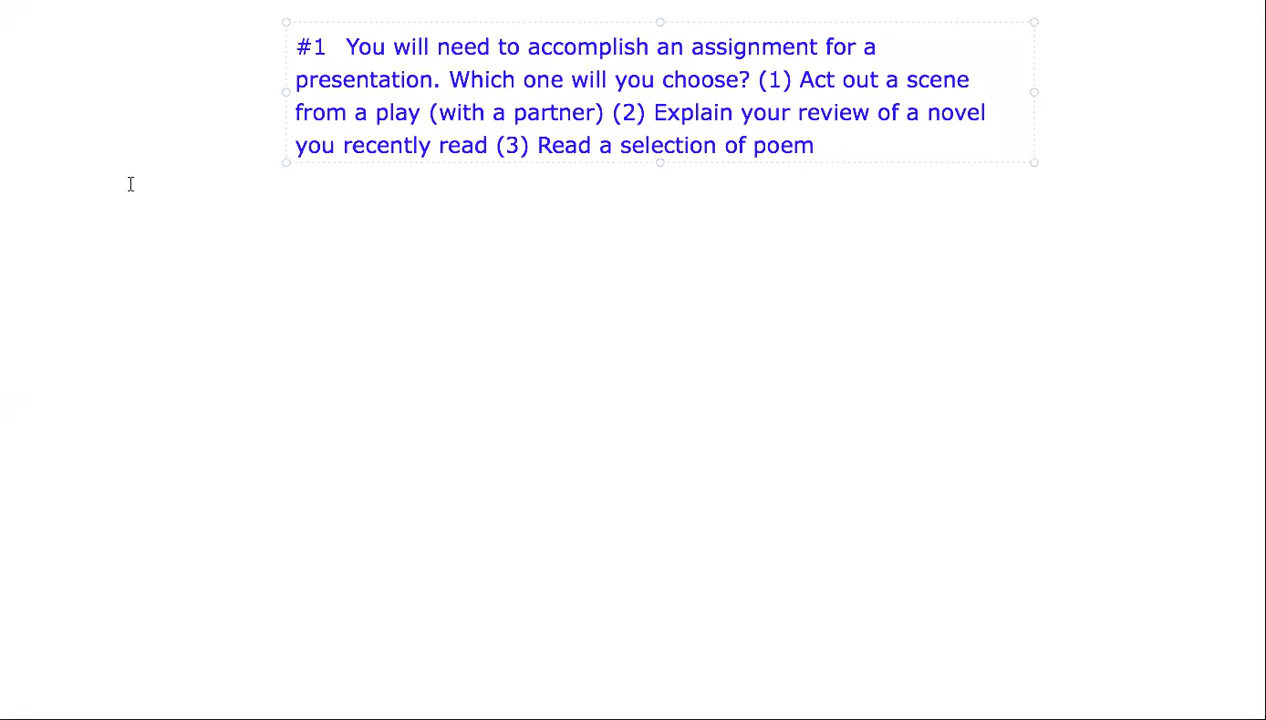 #1 You will need to accomplish an assignment for a
presentation. Which one will you choose? (1) Act out a scene
from a play (with a partner) (2) Explain your review of a novel
you recently read (3) Read a selection of poem